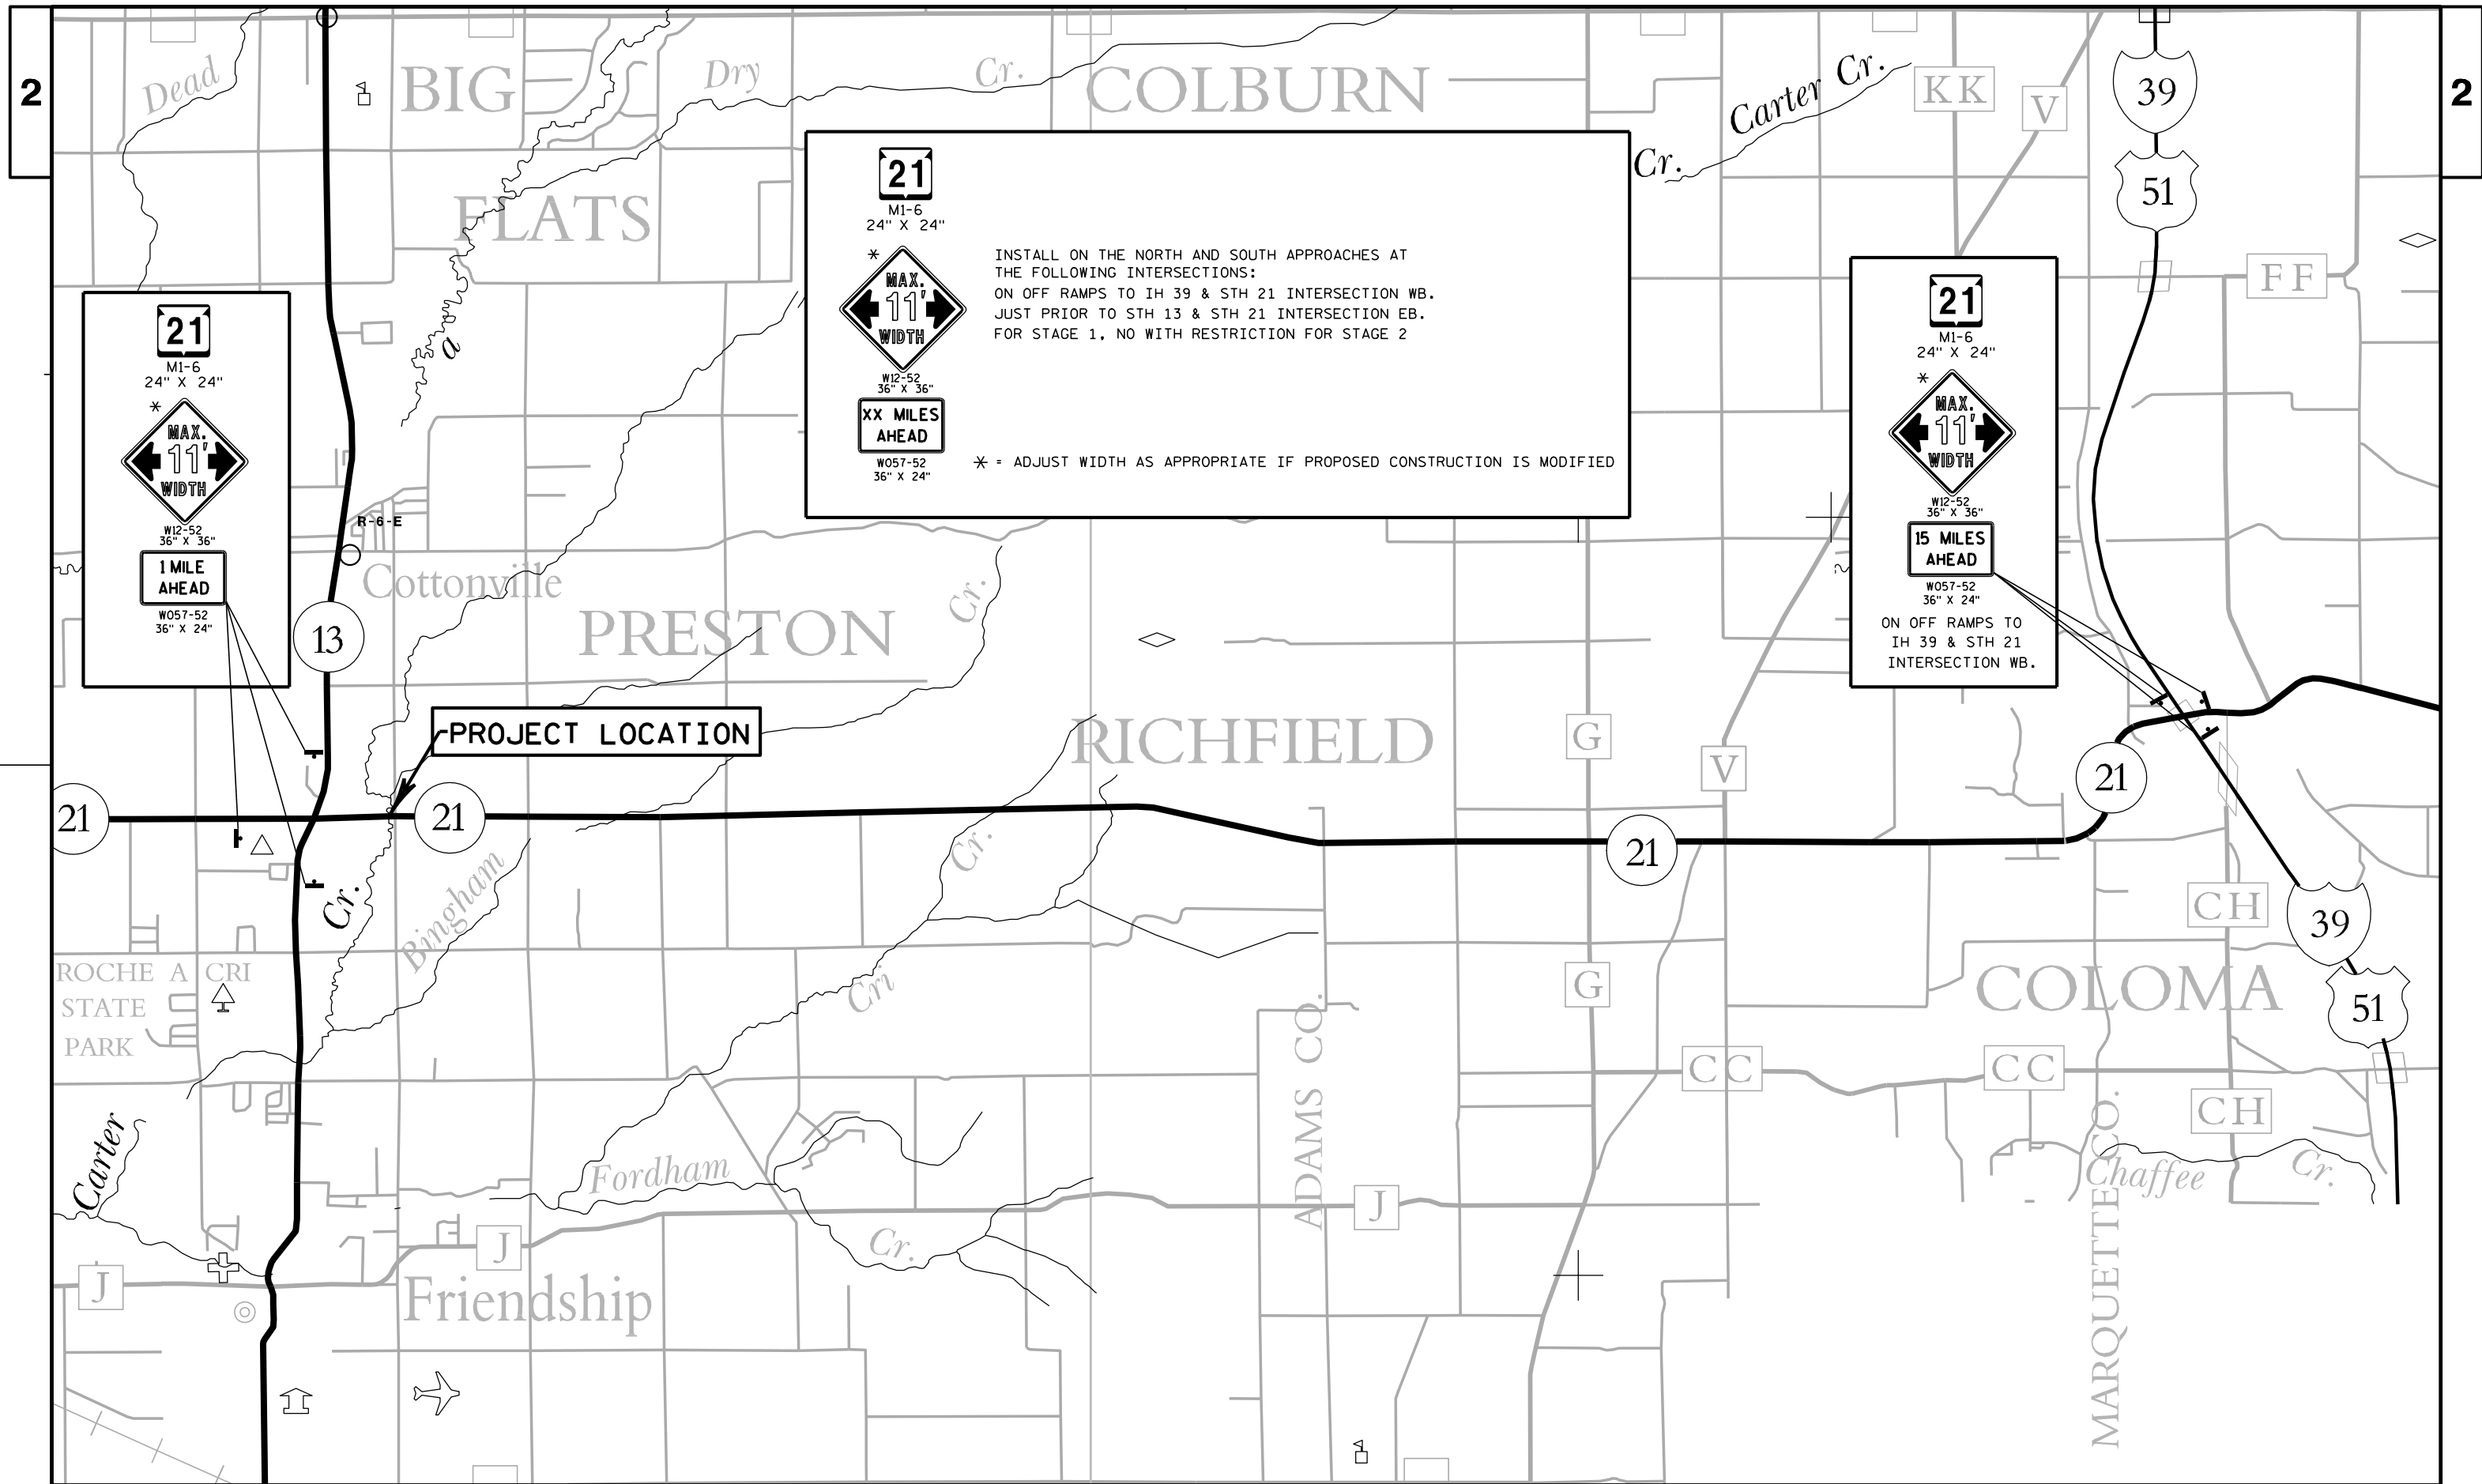 2
2
Dead
BIG
Dry
Cr.
COLBURN
Carter Cr.
KK
V
39
51
FLATS
Cr.
FF
a
21
M1-6
24" X 24"
*
MAX.
11'
WIDTH
W12-52
36" X 36"
1 MILE
AHEAD
WO57-52
36" X 24"
21
M1-6
24" X 24"
*
MAX.
11'
WIDTH
W12-52
36" X 36"
XX MILES
AHEAD
WO57-52
36" X 24"
INSTALL ON THE NORTH AND SOUTH APPROACHES AT
THE FOLLOWING INTERSECTIONS:
ON OFF RAMPS TO IH 39 & STH 21 INTERSECTION WB.
JUST PRIOR TO STH 13 & STH 21 INTERSECTION EB.
FOR STAGE 1, NO WITH RESTRICTION FOR STAGE 2
* = ADJUST WIDTH AS APPROPRIATE IF PROPOSED CONSTRUCTION IS MODIFIED
21
M1-6
24" X 24"
*
MAX.
11'
WIDTH
W12-52
36" X 36"
15 MILES
AHEAD
WO57-52
36" X 24"
ON OFF RAMPS TO
IH 39 & STH 21
INTERSECTION WB.
R-6-E
Cottonville
13
PRESTON
Cr.
PROJECT LOCATION
RICHFIELD
G
V
21
21
21
21
Cr.
Bingham
Cr.
CH
39
ROCHE A CRI
STATE
PARK
Cri
G
COLOMA
51
ADAMS CO.
CC
CC
CH
Carter
Fordham
J
MARQUETTE CO.
Chaffee
Cr.
J
J
Cr.
Friendship